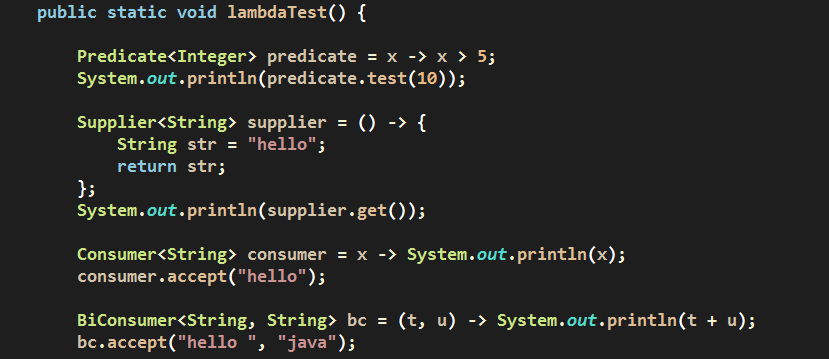 public static void lambdaTest() {
Predicate<Integer> predicate = x -> x > 5;
System.out.println(predicate.test(10));
Supplier<String> supplier = () -> {
String str = "hello";
return str;
};
System.out.println(supplier.get());
Consumer<String> consumer = x -> System.out.println(x);
consumer.accept("hello");
BiConsumer<String, String> bc = (t, u) -> System.out.println(t + u);
bc.accept("hello ", "java");